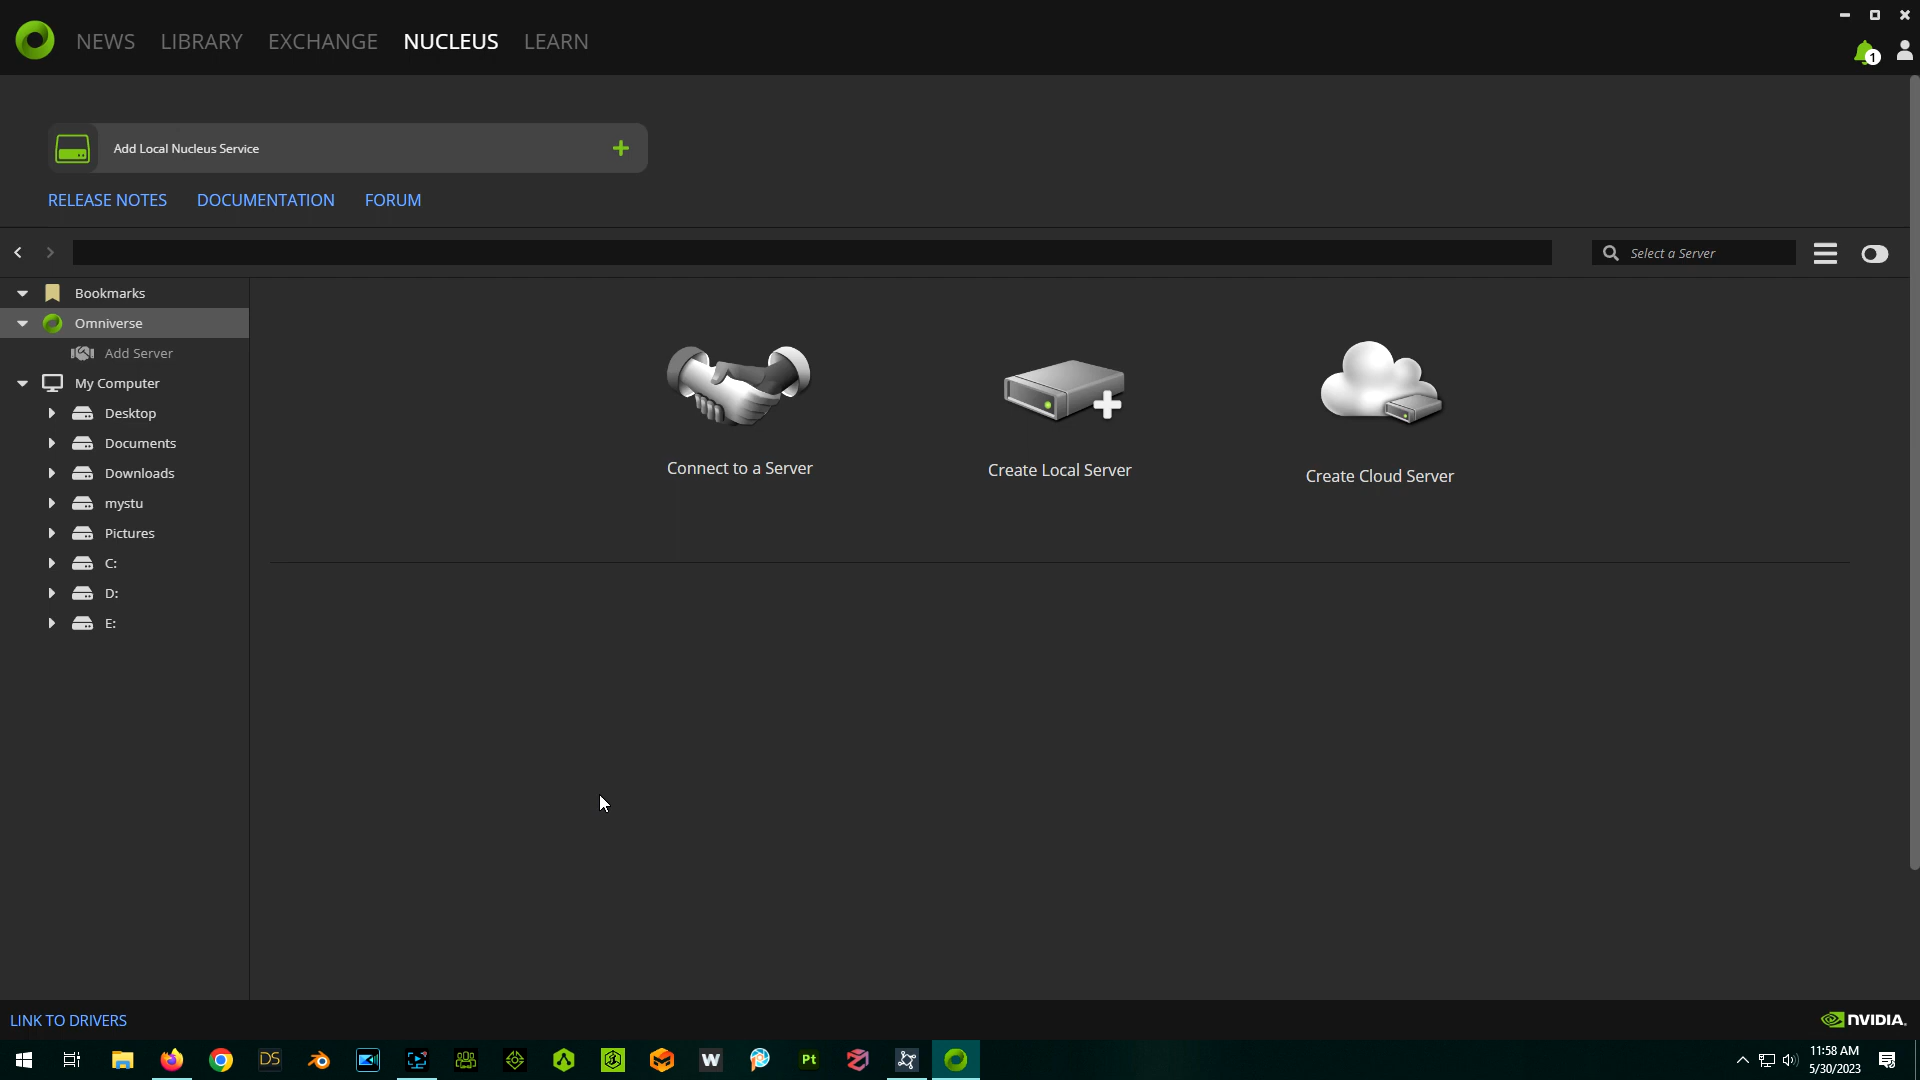 NEWS LIBRARY EXCHANGE NUCLEUS LEARN
1
Add Local Nucleus Service
RELEASE NOTES DOCUMENTATION FORUM
Select a Server
Bookmarks
Omniverse
Add Server
My Computer
Desktop
Documents
Downloads
mystu
Pictures
C:
D:
E:
Connect to a Server
Create Local Server
Create Cloud Server
LINK TO DRIVERS
NVIDIA.
DS
W
Pt
11:58 AM
5/30/2023